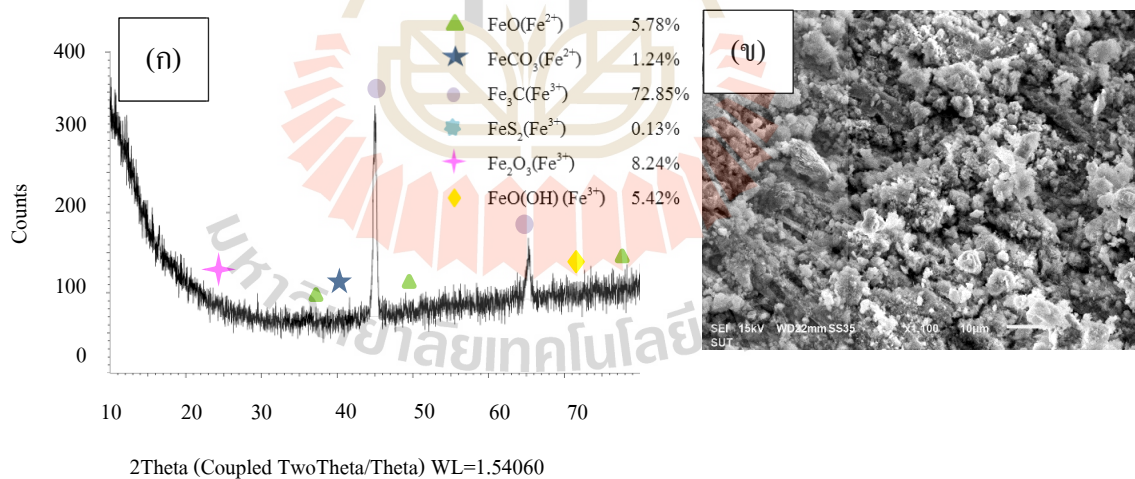 400
300
200
100
0
Counts
(ก)
FeO(Fe²⁺) 5.78%
FeCO₃(Fe²⁺) 1.24%
Fe₃C(Fe³⁺) 72.85%
FeS₂(Fe³⁺) 0.13%
Fe₂O₃(Fe³⁺) 8.24%
FeO(OH) (Fe³⁺) 5.42%
10 20 30 40 50 60 70
2Theta (Coupled TwoTheta/Theta) WL=1.54060
(ข)
SEI 15kV WD22mm SS35 x1,100 10µm
SUT